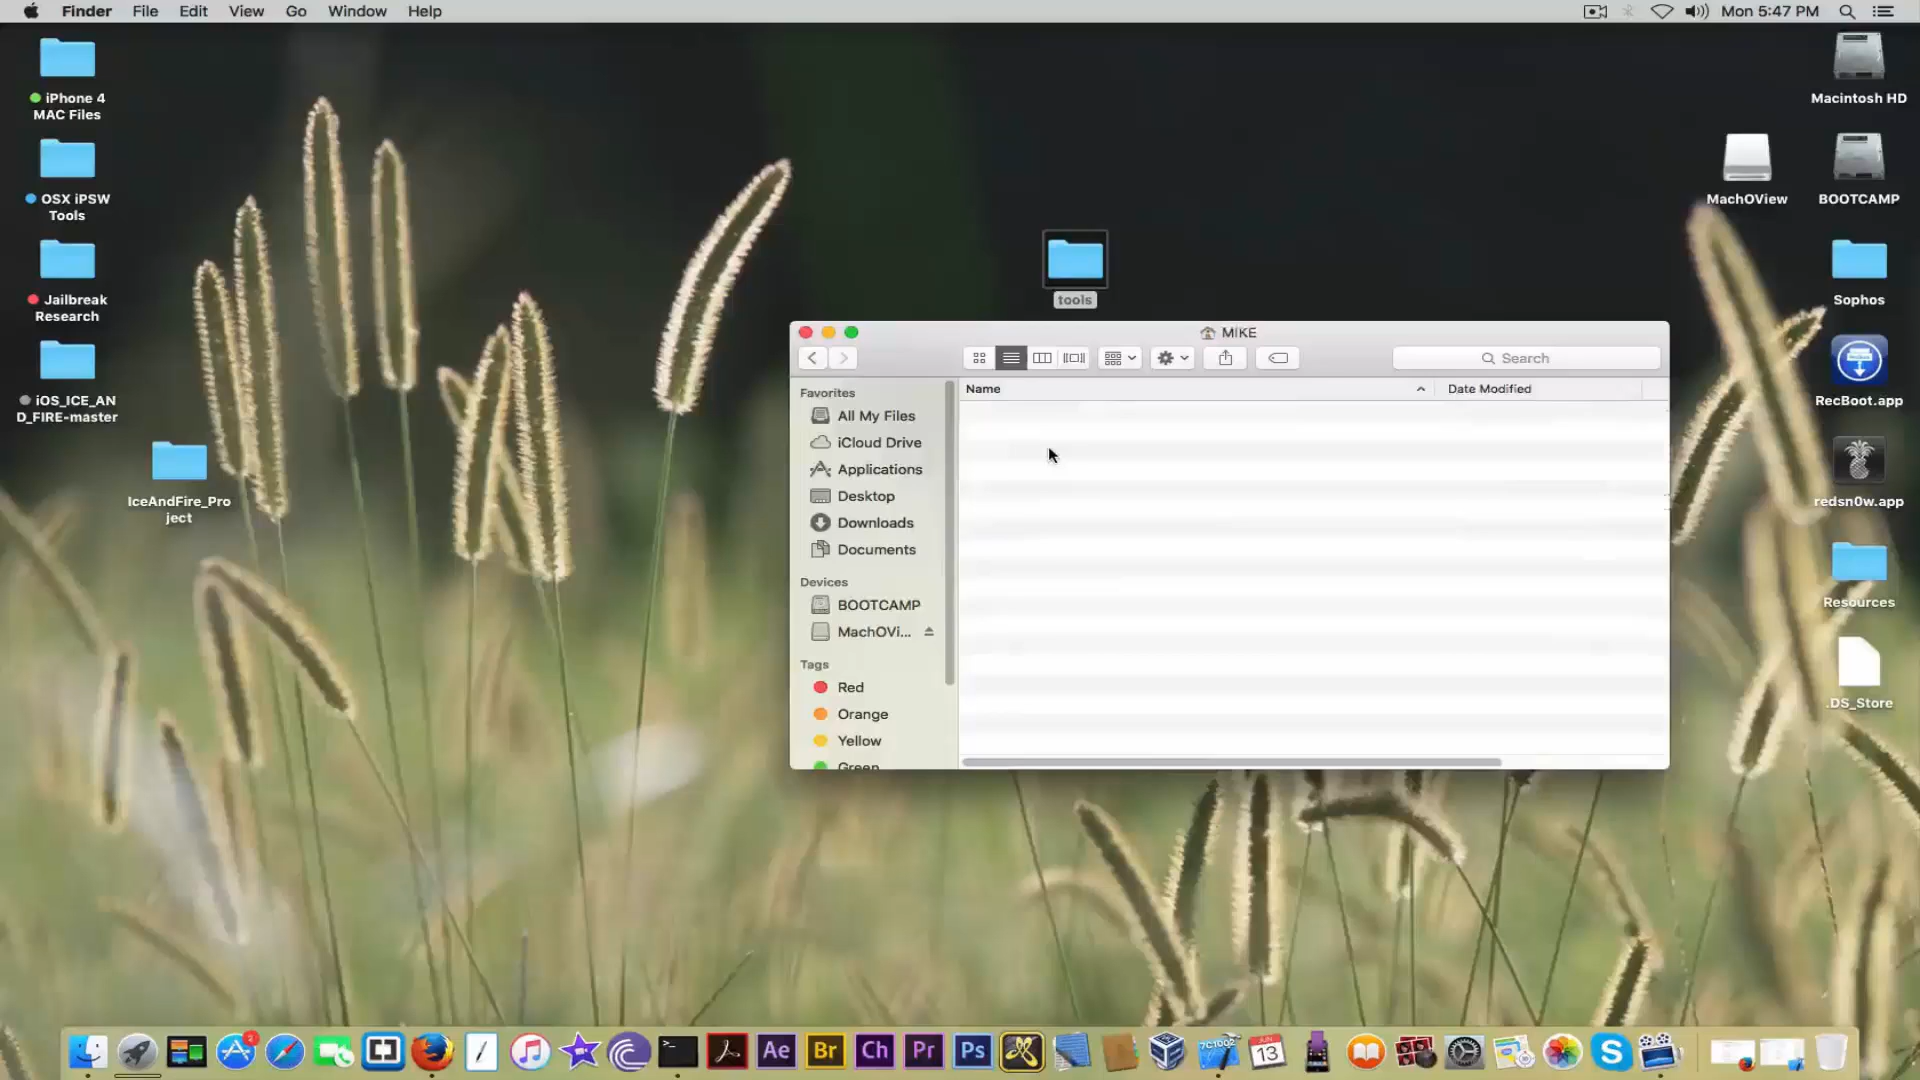 Finder File Edit View Go Window Help
Mon 5:47 PM
iPhone 4
MAC Files
OSX iPSW
Tools
Jailbreak
Research
iOS_ICE_AN
D_FIRE-master
IceAndFire_Pro
ject
tools
Macintosh HD
MachOView
BOOTCAMP
Sophos
RecBoot.app
redsn0w.app
Resources
.DS_Store
MIKE
Search
Name
Date Modified
Favorites
All My Files
iCloud Drive
Applications
Desktop
Downloads
Documents
Devices
BOOTCAMP
MachOVi...
Tags
Red
Orange
Yellow
Green
2
Ae
Br
Ch
Pr
Ps
JUN
13
S